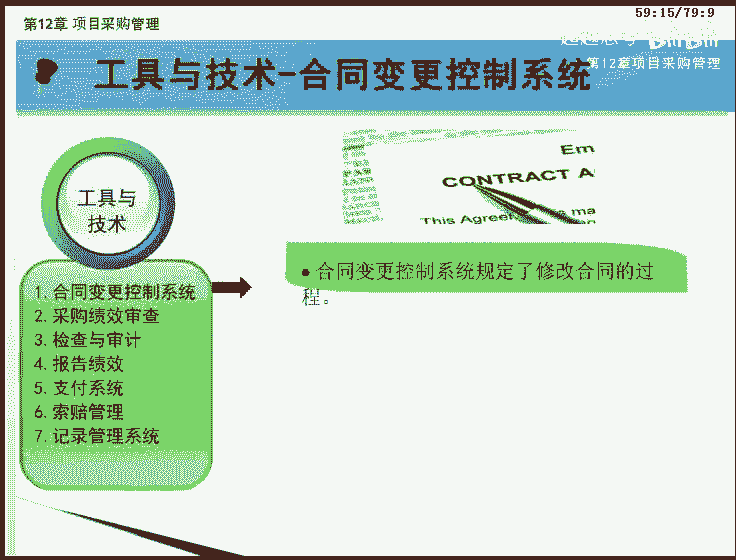 第12章 项目采购管理
59:15/79:9
工具与技术-合同变更控制系统
第12章项目采购管理
Em
CONTRACT A
This Agree
ma
工具与
技术
1. 合同变更控制系统
2. 采购绩效审查
3. 检查与审计
4. 报告绩效
5. 支付系统
6. 索赔管理
7. 记录管理系统
● 合同变更控制系统规定了修改合同的过
程。